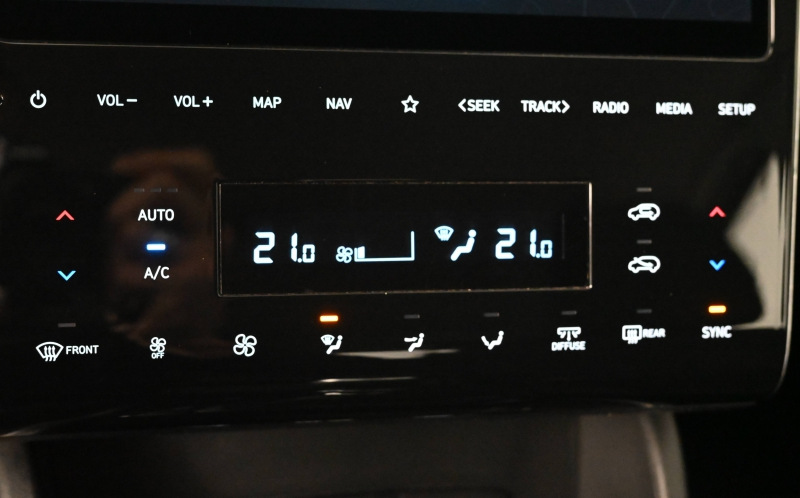 VOL− VOL+ MAP NAV SEEK TRACK RADIO MEDIA SETUP
AUTO
21.0 21.0
A/C
FRONT OFF DIFFUSE REAR SYNC